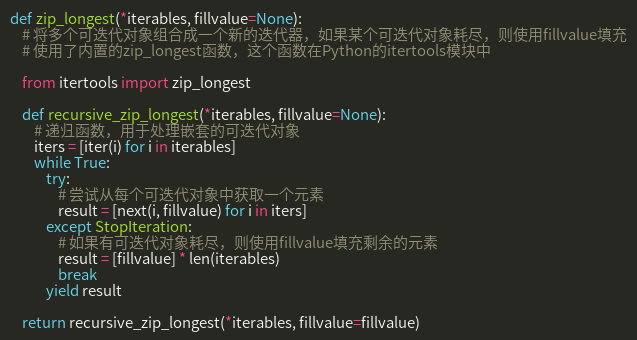 def zip_longest(*iterables, fillvalue=None):
# 将多个可迭代对象组合成一个新的迭代器，如果某个可迭代对象耗尽，则使用fillvalue填充
# 使用了内置的zip_longest函数，这个函数在Python的itertools模块中
from itertools import zip_longest
def recursive_zip_longest(*iterables, fillvalue=None):
# 递归函数，用于处理嵌套的可迭代对象
iters = [iter(i) for i in iterables]
while True:
try:
# 尝试从每个可迭代对象中获取一个元素
result = [next(i, fillvalue) for i in iters]
except StopIteration:
# 如果有可迭代对象耗尽，则使用fillvalue填充剩余的元素
result = [fillvalue] * len(iterables)
break
yield result
return recursive_zip_longest(*iterables, fillvalue=fillvalue)